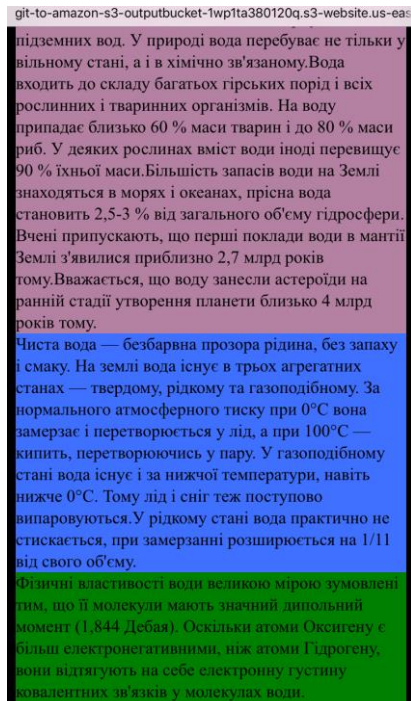 git-to-amazon-s3-outputbucket-1wp1ta380120q.s3-website.us-eas
підземних вод. У природі вода перебуває не тільки у
вільному стані, а і в хімічно зв'язаному.Вода
входить до складу багатьох гірських порід і всіх
рослинних і тваринних організмів. На воду
припадає близько 60 % маси тварин і до 80 % маси
риб. У деяких рослинах вміст води іноді перевищує
90 % їхньої маси.Більшість запасів води на Землі
знаходяться в морях і океанах, прісна вода
становить 2,5-3 % від загального об'єму гідросфери.
Вчені припускають, що перші поклади води в мантії
Землі з'явилися приблизно 2,7 млрд років
тому.Вважається, що воду занесли астероїди на
ранній стадії утворення планети близько 4 млрд
років тому.
Чиста вода — безбарвна прозора рідина, без запаху
і смаку. На землі вода існує в трьох агрегатних
станах — твердому, рідкому та газоподібному. За
нормального атмосферного тиску при 0°C вона
замерзає і перетворюється у лід, а при 100°C —
кипить, перетворюючись у пару. У газоподібному
стані вода існує і за нижчої температури, навіть
нижче 0°C. Тому лід і сніг теж поступово
випаровуються.У рідкому стані вода практично не
стискається, при замерзанні розширюється на 1/11
від свого об'єму.
Фізичні властивості води великою мірою зумовлені
тим, що її молекули мають значний дипольний
момент (1,844 Дебая). Оскільки атоми Оксигену є
більш електронегативними, ніж атоми Гідрогену,
вони відтягують на себе електронну густину
ковалентних зв'язків у молекулах води.